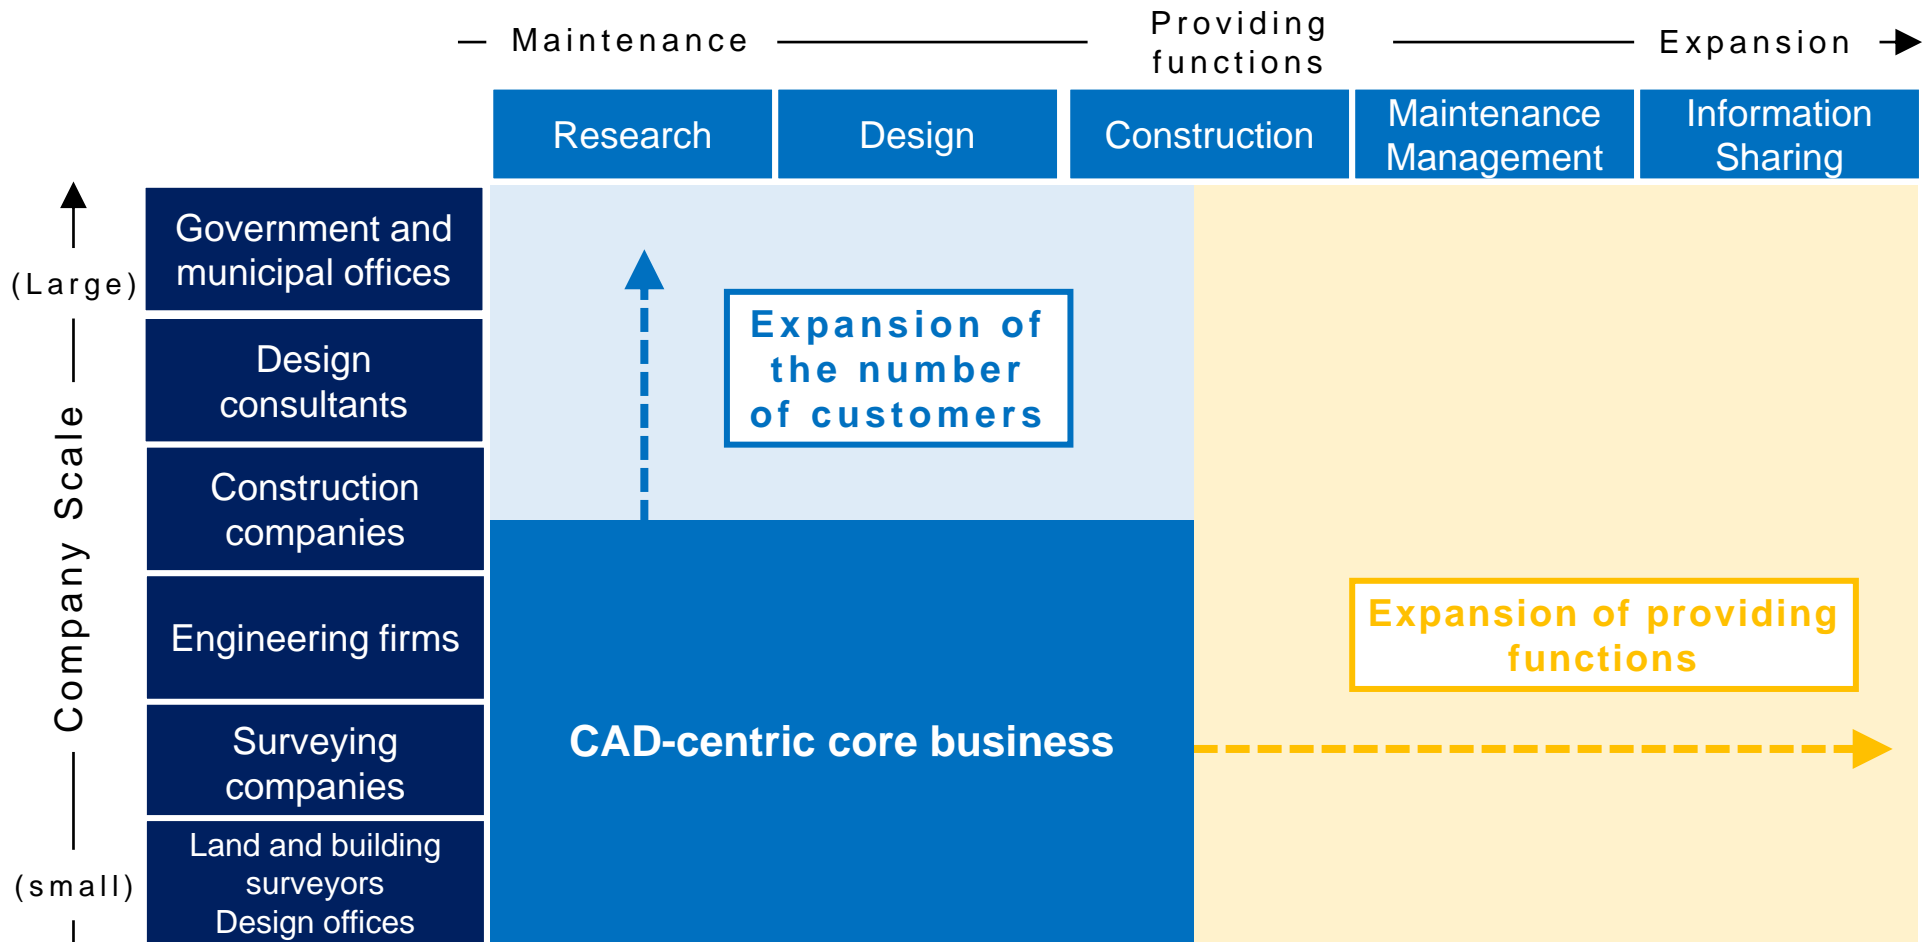 Maintenance
Providing
functions
Expansion
Research
Design
Construction
Maintenance
Management
Information
Sharing
(Large)
Company Scale
(small)
Government and
municipal offices
Design
consultants
Construction
companies
Engineering firms
Surveying
companies
Land and building
surveyors
Design offices
Expansion of
the number
of customers
CAD-centric core business
Expansion of providing
functions